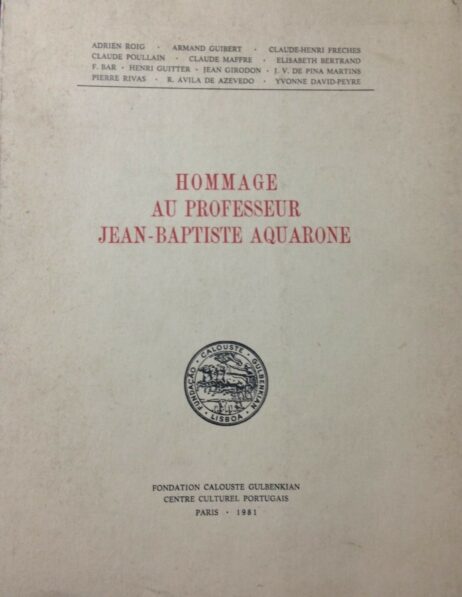 ADRIEN ROIG · ARMAND GUIBERT · CLAUDE-HENRI FRÈCHES
CLAUDE POULLAIN · CLAUDE MAFFRE · ELISABETH BERTRAND
F. BAR · HENRI GUITTER · JEAN GIRODON · J. V. DE PINA MARTINS
PIERRE RIVAS · R. AVILA DE AZEVEDO · YVONNE DAVID-PEYRE
HOMMAGE
AU PROFESSEUR
JEAN-BAPTISTE AQUARONE
FUNDAÇÃO · CALOUSTE · GULBENKIAN
· LISBOA ·
FONDATION CALOUSTE GULBENKIAN
CENTRE CULTUREL PORTUGAIS
PARIS · 1981